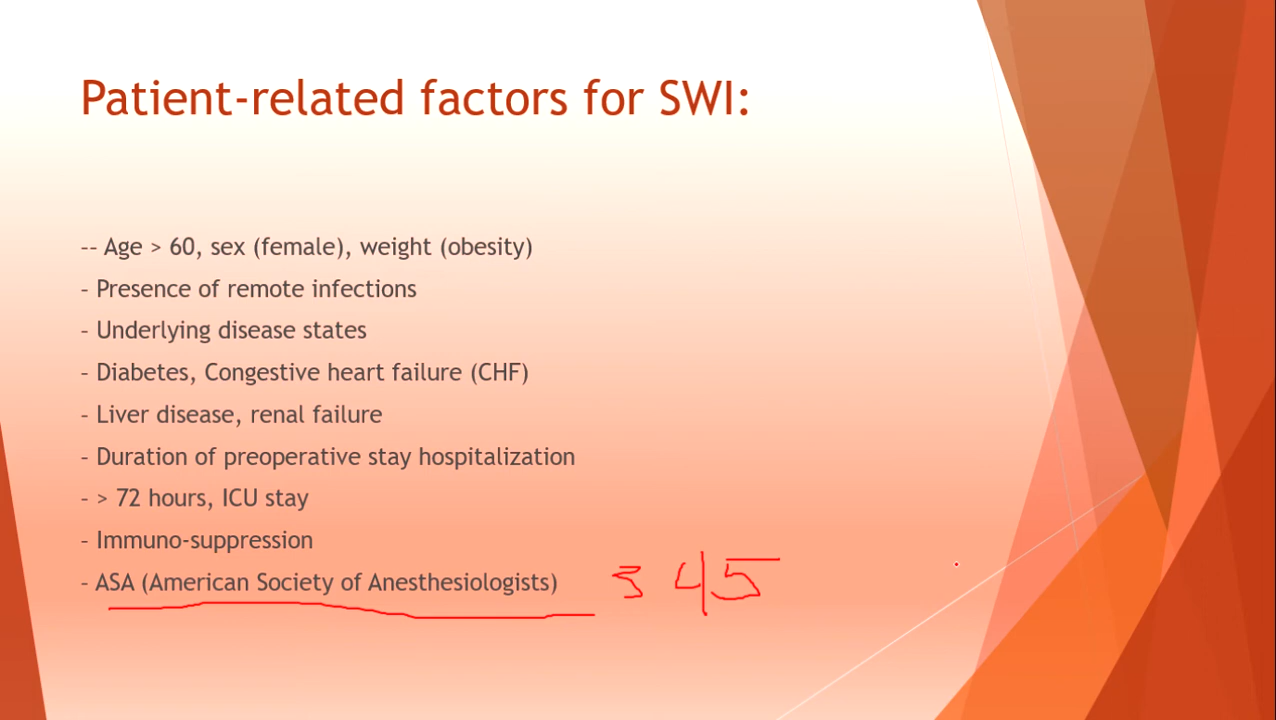 Patient-related factors for SWI:
-- Age > 60, sex (female), weight (obesity)
- Presence of remote infections
- Underlying disease states
- Diabetes, Congestive heart failure (CHF)
- Liver disease, renal failure
- Duration of preoperative stay hospitalization
- > 72 hours, ICU stay
- Immuno-suppression
- ASA (American Society of Anesthesiologists) 3 4 5